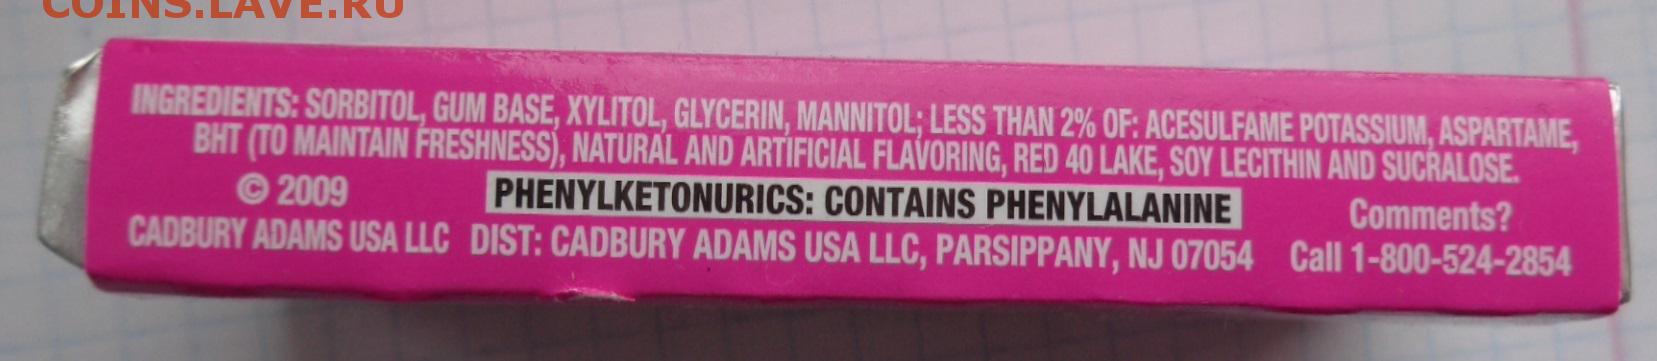 COINS.LAVE.RU
INGREDIENTS: SORBITOL, GUM BASE, XYLITOL, GLYCERIN, MANNITOL; LESS THAN 2% OF: ACESULFAME POTASSIUM, ASPARTAME,
BHT (TO MAINTAIN FRESHNESS), NATURAL AND ARTIFICIAL FLAVORING, RED 40 LAKE, SOY LECITHIN AND SUCRALOSE.
© 2009
CADBURY ADAMS USA LLC
PHENYLKETONURICS: CONTAINS PHENYLALANINE
DIST: CADBURY ADAMS USA LLC, PARSIPPANY, NJ 07054
Comments?
Call 1-800-524-2854